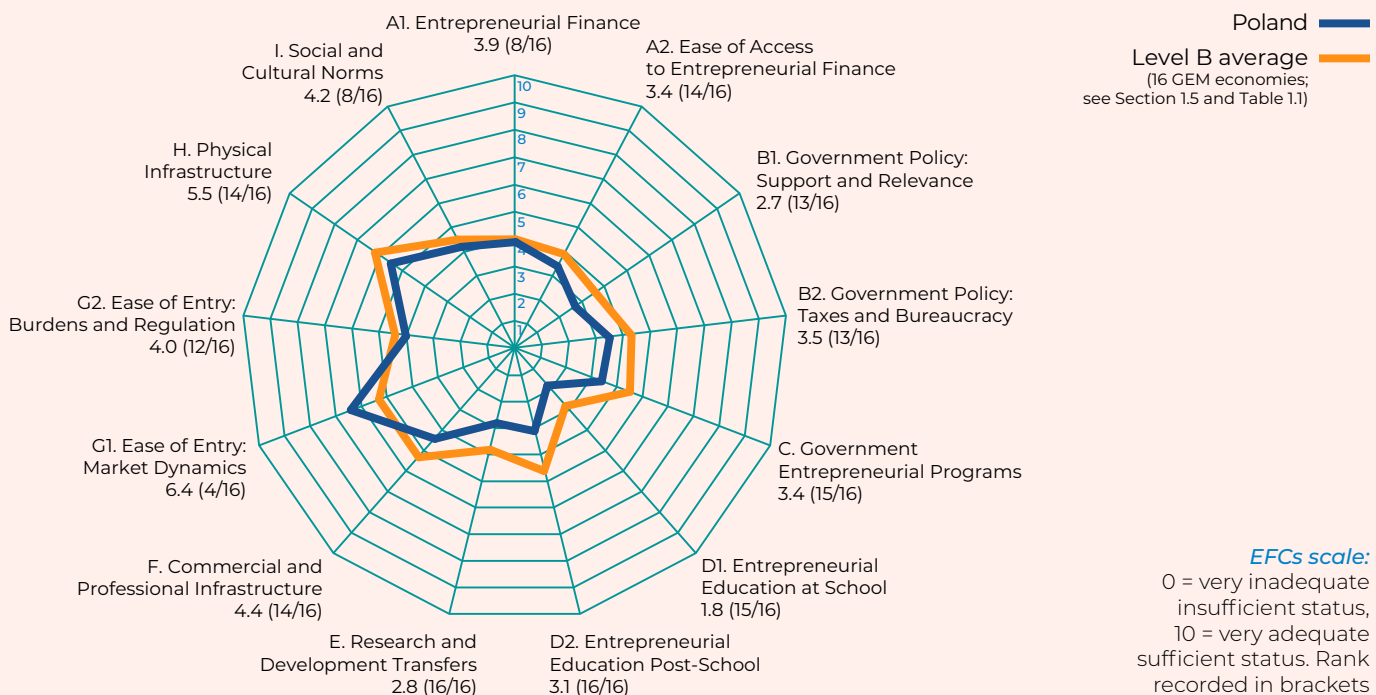 A1. Entrepreneurial Finance
3.9 (8/16)
A2. Ease of Access
to Entrepreneurial Finance
3.4 (14/16)
B1. Government Policy:
Support and Relevance
2.7 (13/16)
B2. Government Policy:
Taxes and Bureaucracy
3.5 (13/16)
C. Government
Entrepreneurial Programs
3.4 (15/16)
D1. Entrepreneurial
Education at School
1.8 (15/16)
D2. Entrepreneurial
Education Post-School
3.1 (16/16)
E. Research and
Development Transfers
2.8 (16/16)
F. Commercial and
Professional Infrastructure
4.4 (14/16)
G1. Ease of Entry:
Market Dynamics
6.4 (4/16)
G2. Ease of Entry:
Burdens and Regulation
4.0 (12/16)
H. Physical
Infrastructure
5.5 (14/16)
I. Social and
Cultural Norms
4.2 (8/16)
10
9
8
7
6
5
4
3
2
1
Poland
Level B average
(16 GEM economies;
see Section 1.5 and Table 1.1)
EFCs scale:
0 = very inadequate
insufficient status,
10 = very adequate
sufficient status. Rank
recorded in brackets